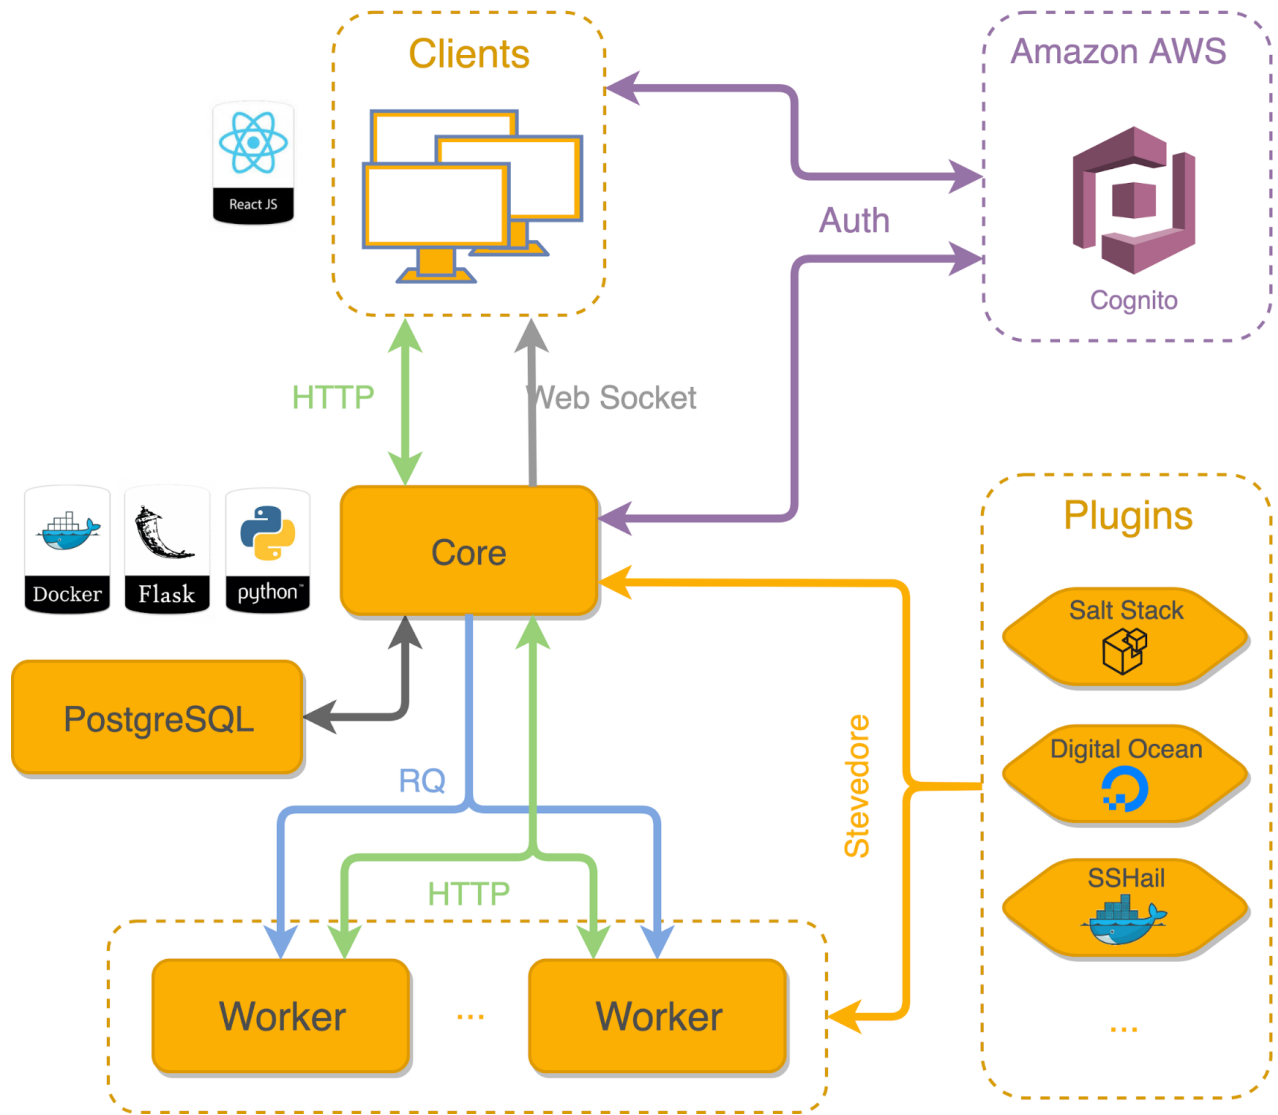 Clients
Amazon AWS
React JS
Auth
Cognito
HTTP
Web Socket
Docker
Flask
python™
Core
Plugins
Salt Stack
PostgreSQL
Digital Ocean
RQ
Stevedore
HTTP
SSHail
Worker
...
Worker
...